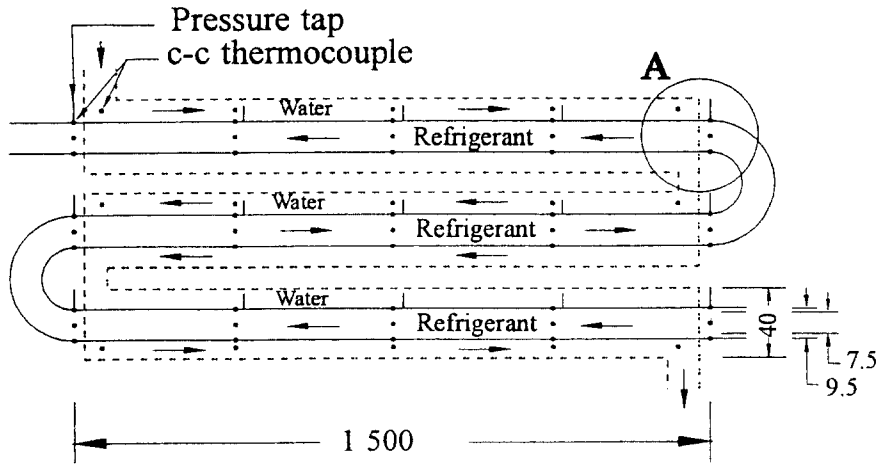 Pressure tap
c-c thermocouple
A
Water
Refrigerant
Water
Refrigerant
Water
Refrigerant
40
7.5
9.5
1 500